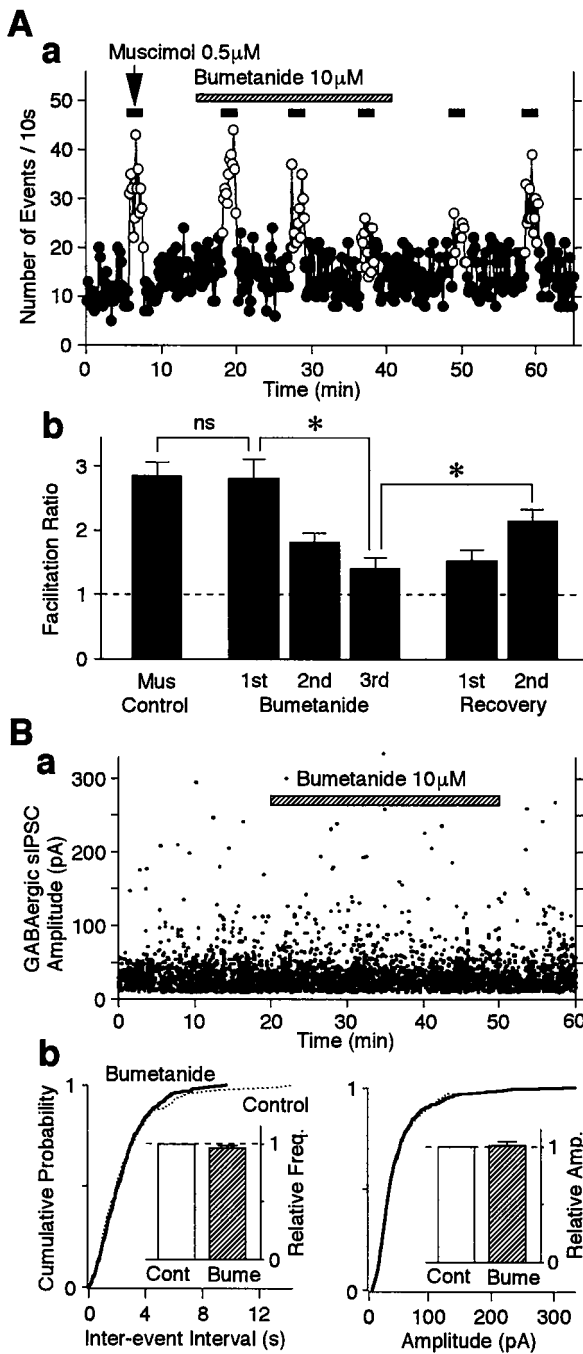 A
a
Muscimol 0.5µM
Bumetanide 10µM
Number of Events / 10s
50
40
30
20
10
0
0 10 20 30 40 50 60
Time (min)
b
ns * *
Facilitation Ratio
3
2
1
0
Mus Control
1st 2nd 3rd
Bumetanide
1st 2nd
Recovery
B
a
Bumetanide 10µM
GABAergic sIPSC
Amplitude (pA)
300
200
100
0
0 10 20 30 40 50 60
Time (min)
b
Cumulative Probability
1
0
Bumetanide
Control
1
0
Relative Freq.
Cont Bume
0 4 8 12
Inter-event Interval (s)
1
0
1
0
Relative Amp.
Cont Bume
0 100 200 300
Amplitude (pA)